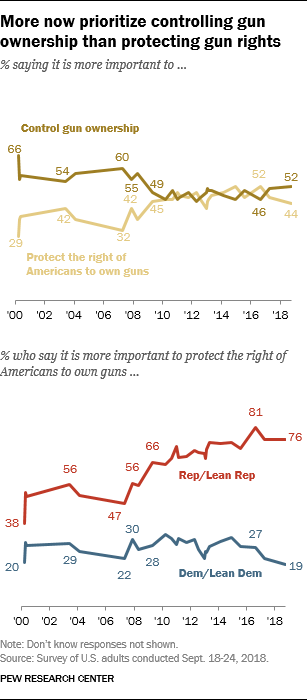 More now prioritize controlling gun
ownership than protecting gun rights
% saying it is more important to ...
Control gun ownership
66
54
60
55
49
52
52
42
42
45
46
44
29
32
Protect the right of
Americans to own guns
'00 '02 '04 '06 '08 '10 '12 '14 '16 '18
% who say it is more important to protect the right of
Americans to own guns ...
81
76
66
56
56
47
38
Rep/Lean Rep
30
27
20
29
22
28
19
Dem/Lean Dem
'00 '02 '04 '06 '08 '10 '12 '14 '16 '18
Note: Don't know responses not shown.
Source: Survey of U.S. adults conducted Sept. 18-24, 2018.
PEW RESEARCH CENTER